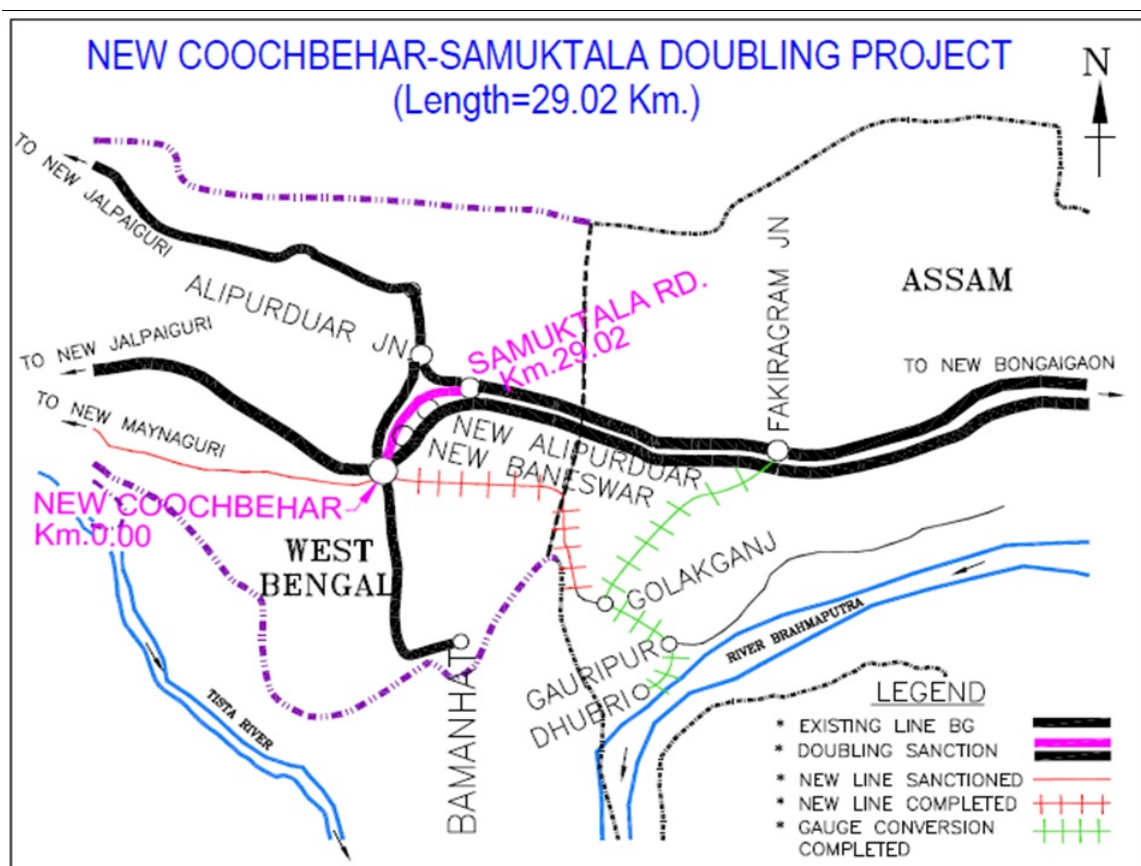 NEW COOCHBEHAR-SAMUKTALA DOUBLING PROJECT
(Length=29.02 Km.)
N
TO NEW JALPAIGURI
ALIPURDUAR JN
SAMUKTALA RD.
Km.29.02
FAKIRAGRAM JN
ASSAM
TO NEW JALPAIGURI
TO NEW BONGAIGAON
TO NEW MAYNAGURI
NEW ALIPURDUAR
NEW BANESWAR
NEW COOCHBEHAR
Km.0.00
WEST
BENGAL
GOLAKGANJ
GAURIPUR
DHUBRI
RIVER BRAHMAPUTRA
TISTA RIVER
BAMANHAT
LEGEND
* EXISTING LINE BG
* DOUBLING SANCTION
* NEW LINE SANCTIONED
* NEW LINE COMPLETED
* GAUGE CONVERSION
COMPLETED